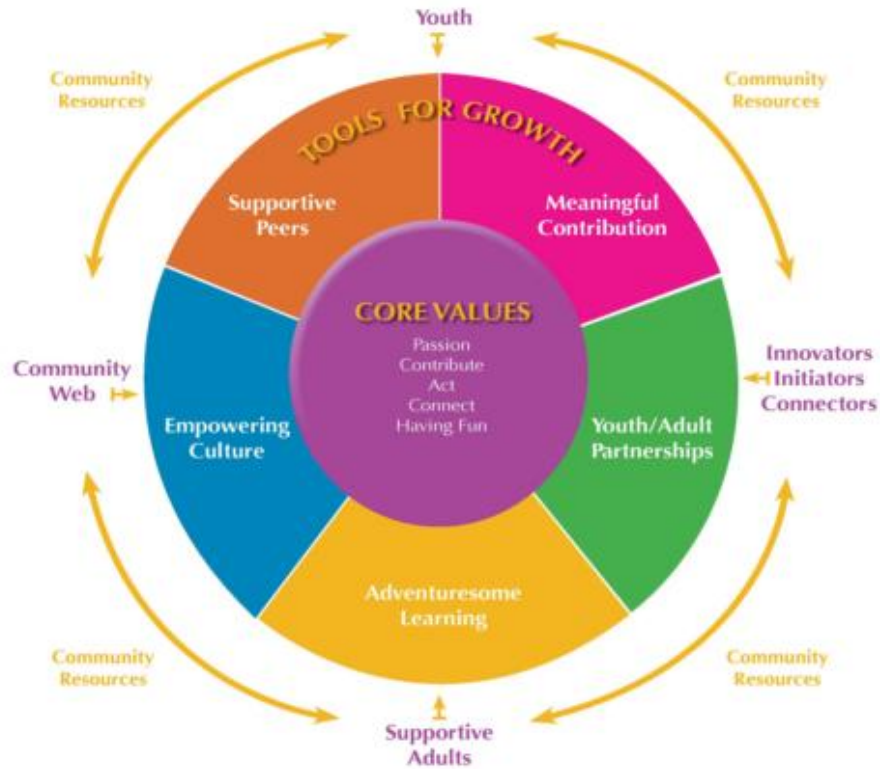 Youth
Community
Resources
Community
Resources
TOOLS FOR GROWTH
Supportive
Peers
Meaningful
Contribution
CORE VALUES
Passion
Contribute
Act
Connect
Having Fun
Community
Web
Innovators
Initiators
Connectors
Empowering
Culture
Youth/Adult
Partnerships
Adventuresome
Learning
Community
Resources
Community
Resources
Supportive
Adults